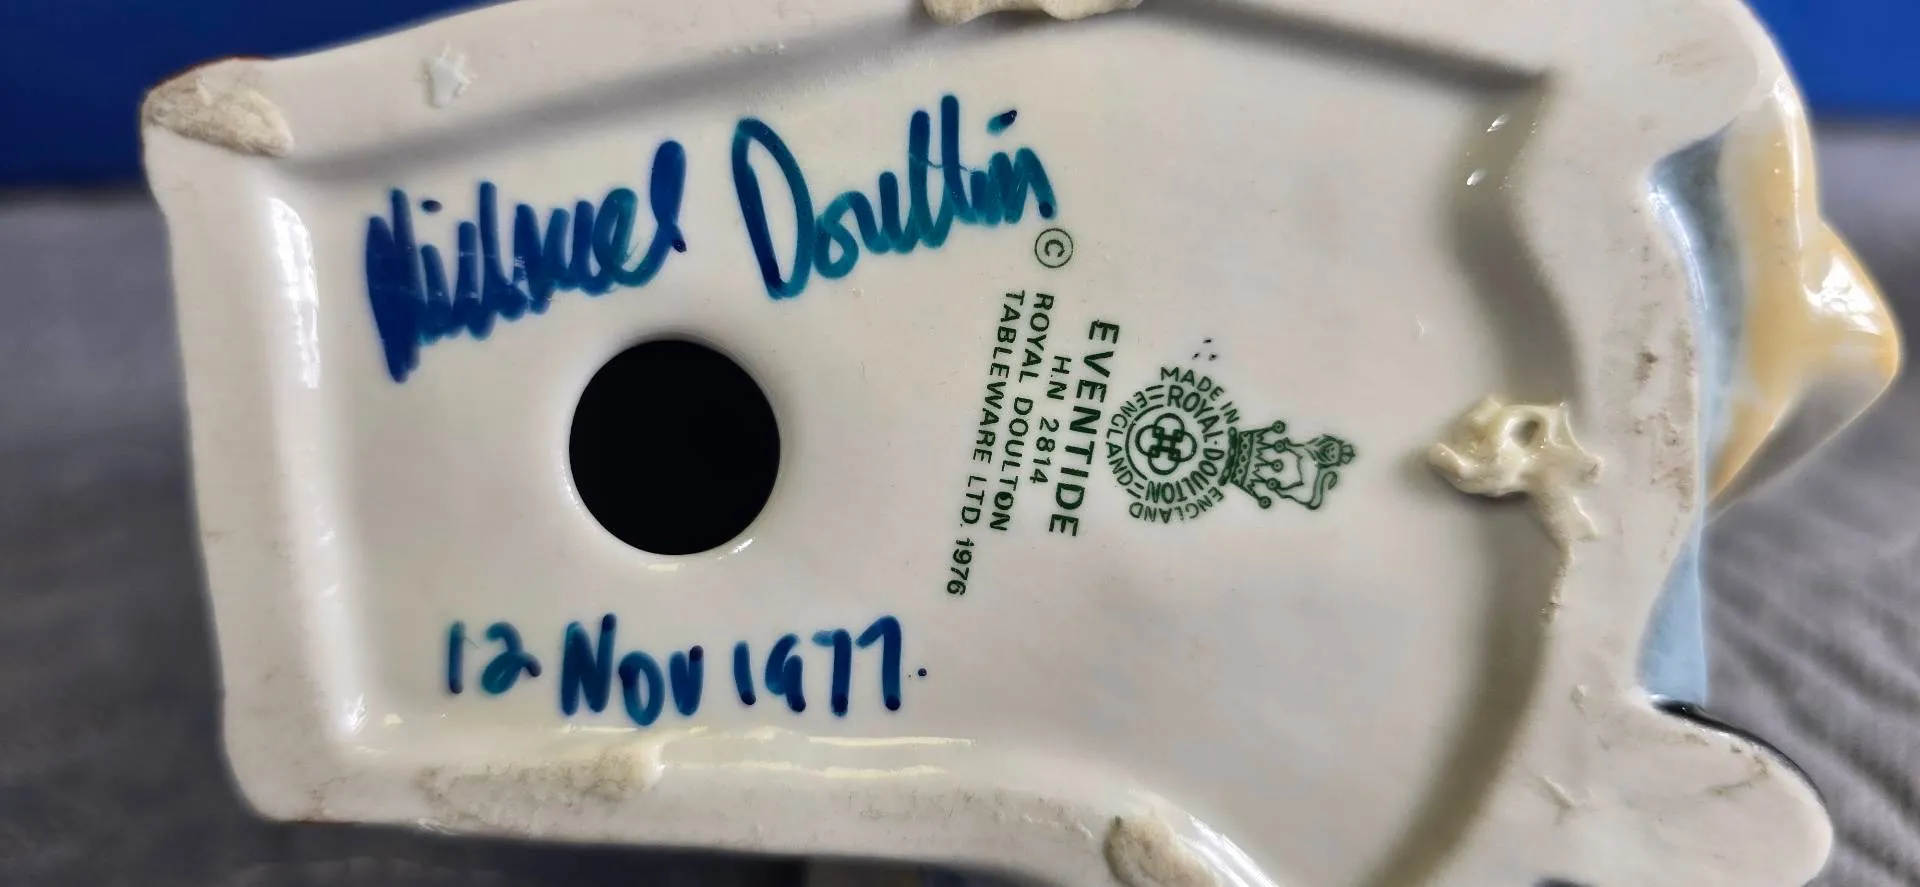 Michael Doulton
12 Nov 1977.
MADE IN
ENGLAND
ROYAL·DOULTON
ENGLAND
EVENTIDE
H.N 2814
© ROYAL DOULTON
TABLEWARE LTD. 1976